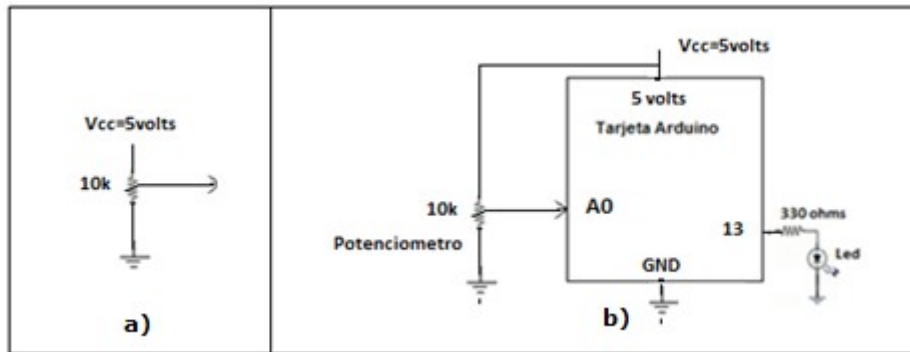 Vcc=5volts
10k
a)
Vcc=5volts
5 volts
Tarjeta Arduino
10k
A0
Potenciometro
13
330 ohms
Led
GND
b)